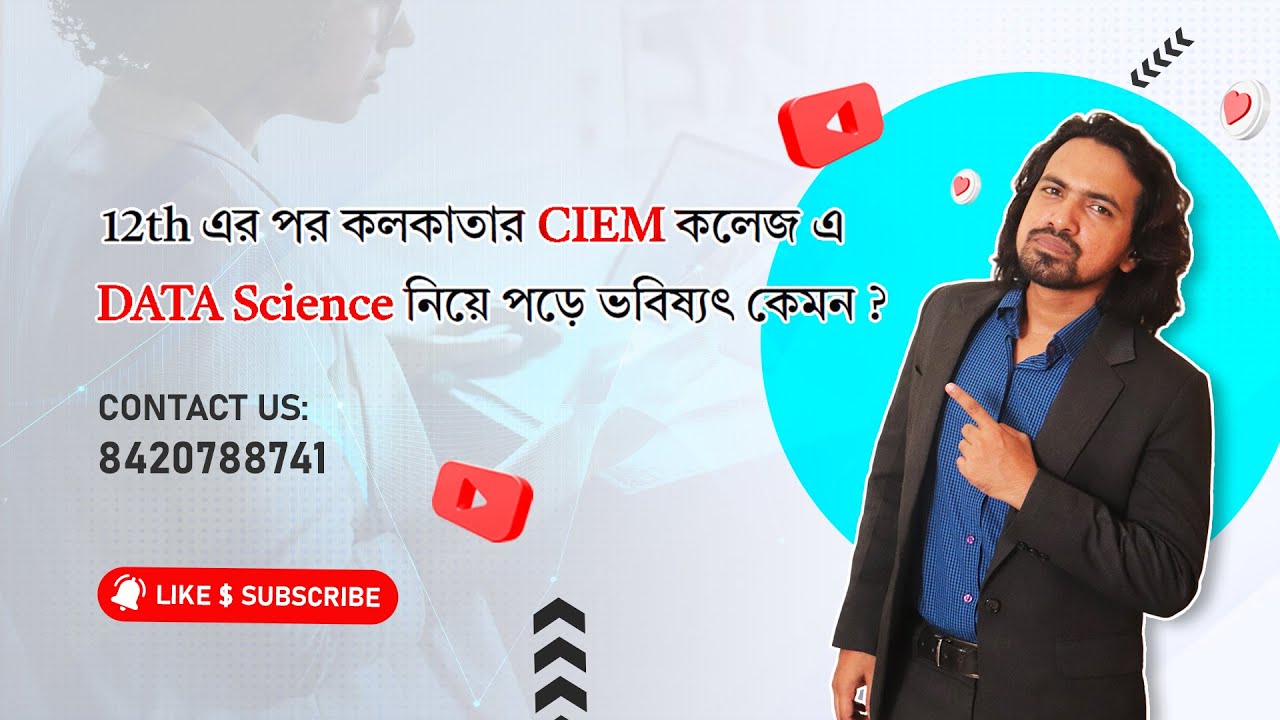 12th এর পর কলকাতার CIEM কলেজ এ
DATA Science নিয়ে পড়ে ভবিষ্যৎ কেমন ?
CONTACT US:
8420788741
LIKE $ SUBSCRIBE